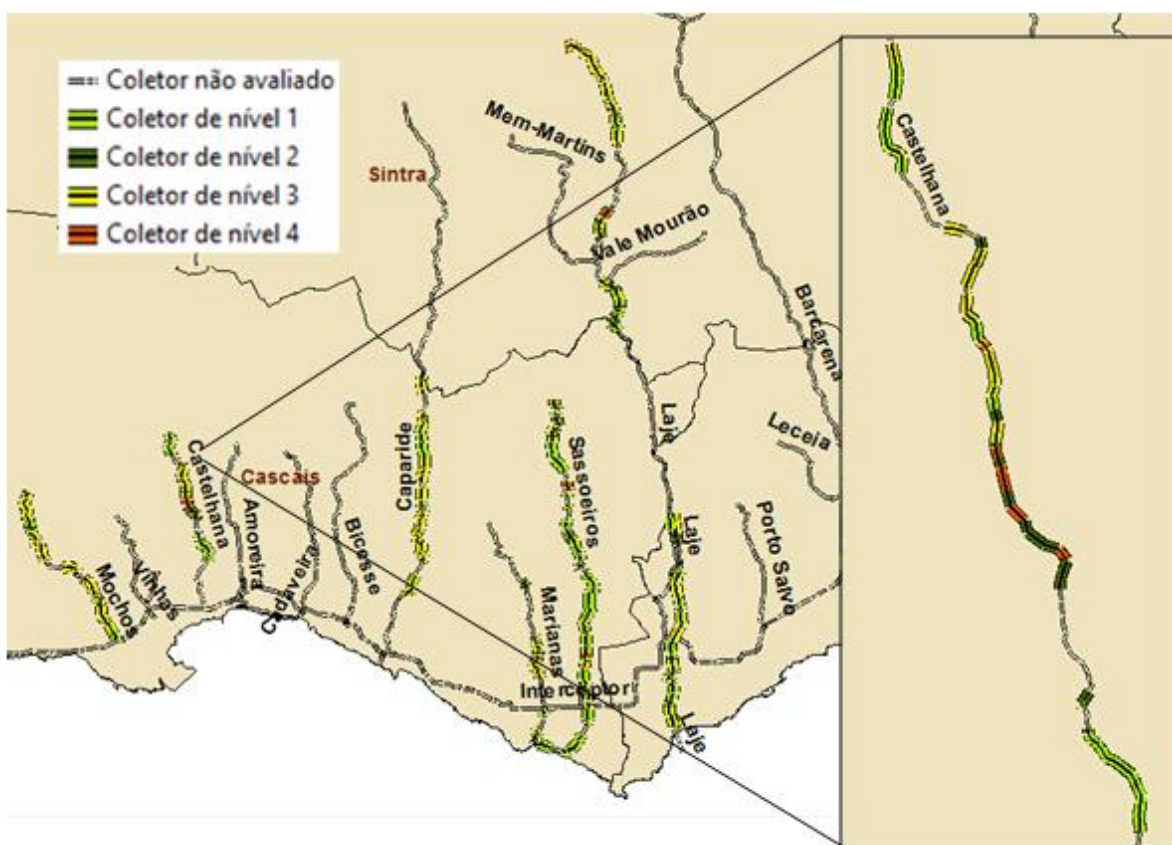 Coletor não avaliado
Coletor de nível 1
Coletor de nível 2
Coletor de nível 3
Coletor de nível 4
Mem-Martins
Sintra
Vale Mourão
Barcarena
Castelhana
Laje
Leceia
Caparide
Sassoeiros
Castelhana
Cascais
Amoreira
Bicesse
Laje
Porto Salvo
Vinhas
Mochos
Cadaveira
Marianas
Interceptor
Laje